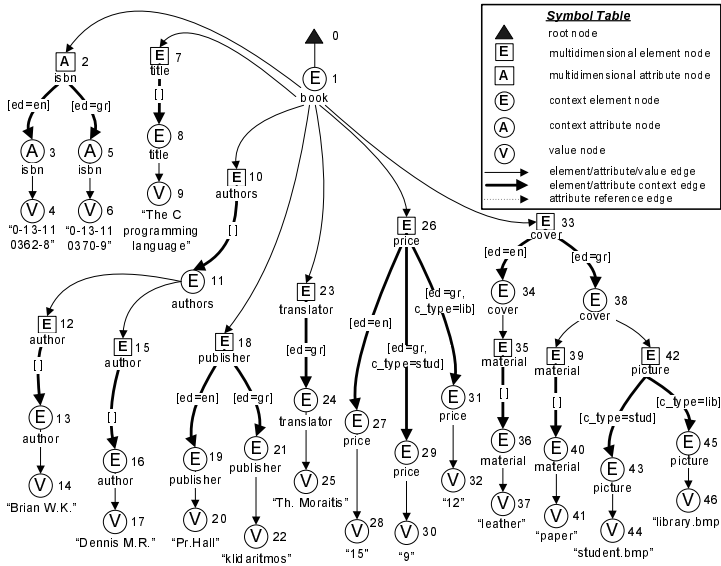 Symbol Table
root node
E multidimensional element node
A multidimensional attribute node
E context element node
A context attribute node
V value node
element/attribute/value edge
element/attribute context edge
attribute reference edge
0
E 1
book
A 2
isbn
[ed=en]
[ed=gr]
A 3
isbn
A 5
isbn
V 4
V 6
"0-13-11
0362-8"
"0-13-11
0370-9"
E 7
title
[ ]
E 8
title
V 9
"The C
programming
language"
E 10
authors
[ ]
E 11
authors
E 12
author
[ ]
E 13
author
V 14
"Brian W.K."
E 15
author
[ ]
E 16
author
V 17
"Dennis M.R."
E 18
publisher
[ed=en]
[ed=gr]
E 19
publisher
V 20
"Pr.Hall"
E 21
publisher
V 22
"klidaritmos"
E 23
translator
[ed=gr]
E 24
translator
V 25
"Th. Moraitis"
E 26
price
[ed=en]
[ed=gr,
c_type=stud]
[ed=gr,
c_type=lib]
E 27
price
V 28
"15"
E 29
price
V 30
"9"
E 31
price
V 32
"12"
E 33
cover
[ed=en]
[ed=gr]
E 34
cover
E 35
material
[ ]
E 36
material
V 37
"leather"
E 38
cover
E 39
material
[ ]
E 40
material
V 41
"paper"
E 42
picture
[c_type=stud]
[c_type=lib]
E 43
picture
V 44
"student.bmp"
E 45
picture
V 46
"library.bmp"